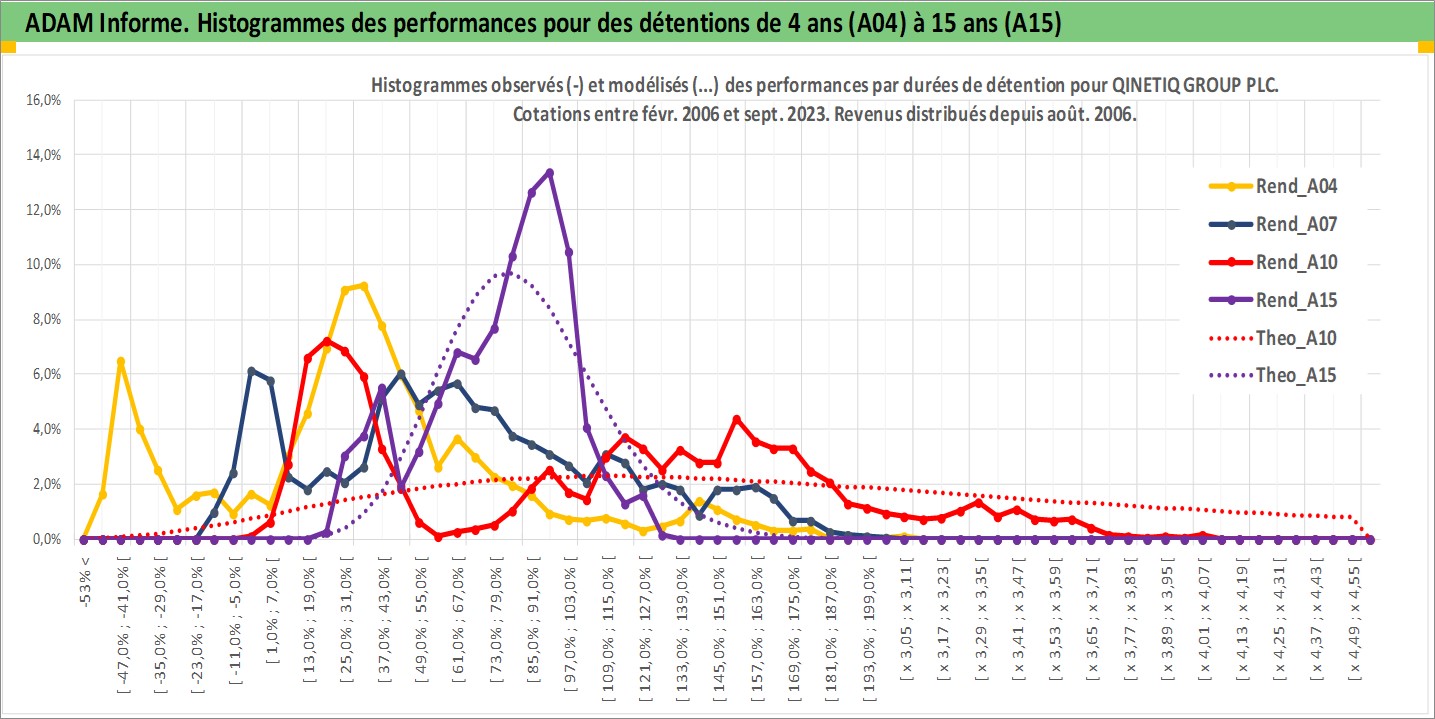 ADAM Informe. Histogrammes des performances pour des détentions de 4 ans (A04) à 15 ans (A15)
Histogrammes observés (-) et modélisés (...) des performances par durées de détention pour QINETIQ GROUP PLC.
Cotations entre févr. 2006 et sept. 2023. Revenus distribués depuis août. 2006.
16,0%
14,0%
12,0%
10,0%
8,0%
6,0%
4,0%
2,0%
0,0%
Rend_A04
Rend_A07
Rend_A10
Rend_A15
Theo_A10
Theo_A15
-53% <
[ -47,0% ; -41,0% [
[ -35,0% ; -29,0% [
[ -23,0% ; -17,0% [
[ -11,0% ; -5,0% [
[ 1,0% ; 7,0% [
[ 13,0% ; 19,0% [
[ 25,0% ; 31,0% [
[ 37,0% ; 43,0% [
[ 49,0% ; 55,0% [
[ 61,0% ; 67,0% [
[ 73,0% ; 79,0% [
[ 85,0% ; 91,0% [
[ 97,0% ; 103,0% [
[ 109,0% ; 115,0% [
[ 121,0% ; 127,0% [
[ 133,0% ; 139,0% [
[ 145,0% ; 151,0% [
[ 157,0% ; 163,0% [
[ 169,0% ; 175,0% [
[ 181,0% ; 187,0% [
[ 193,0% ; 199,0% [
[ x 3,05 ; x 3,11 [
[ x 3,17 ; x 3,23 [
[ x 3,29 ; x 3,35 [
[ x 3,41 ; x 3,47 [
[ x 3,53 ; x 3,59 [
[ x 3,65 ; x 3,71 [
[ x 3,77 ; x 3,83 [
[ x 3,89 ; x 3,95 [
[ x 4,01 ; x 4,07 [
[ x 4,13 ; x 4,19 [
[ x 4,25 ; x 4,31 [
[ x 4,37 ; x 4,43 [
[ x 4,49 ; x 4,55 [